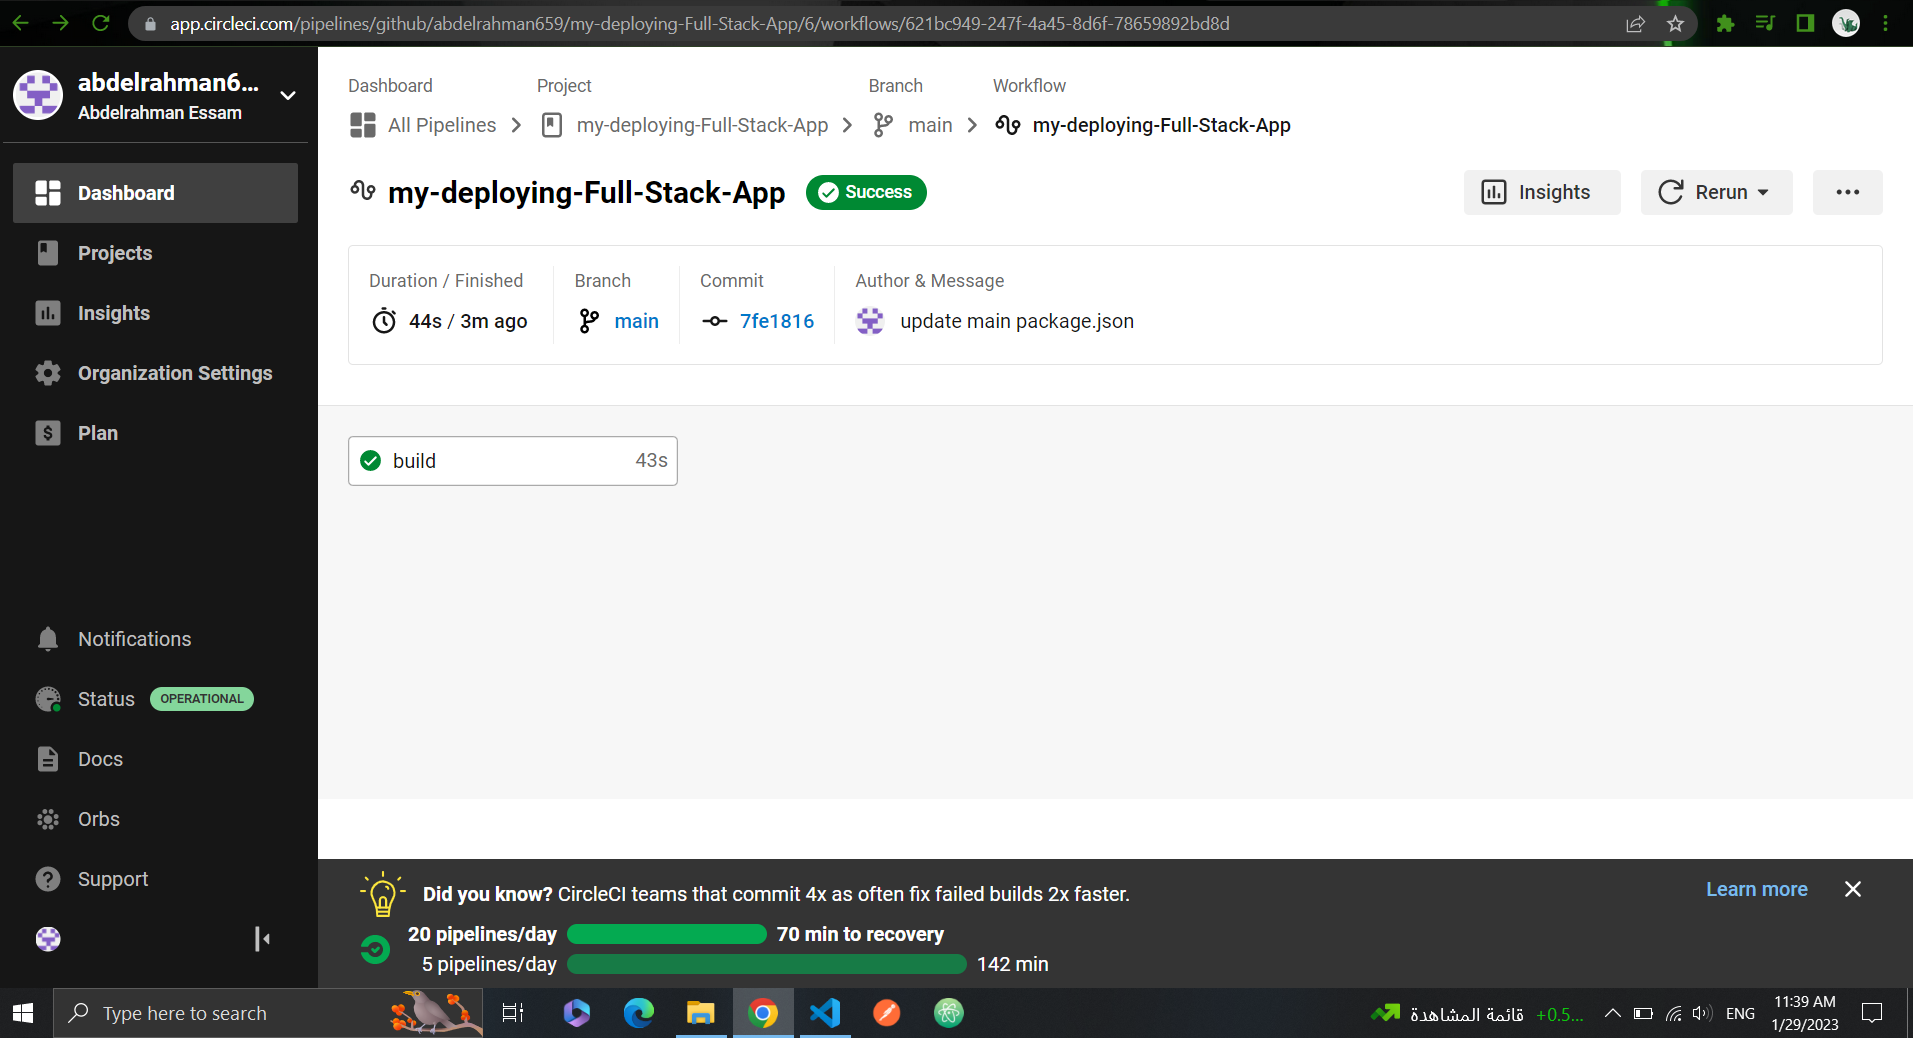 app.circleci.com/pipelines/github/abdelrahman659/my-deploying-Full-Stack-App/6/workflows/621bc949-247f-4a45-8d6f-78659892bd8d
abdelrahman6...
Abdelrahman Essam
Dashboard
Projects
Insights
Organization Settings
Plan
Notifications
Status OPERATIONAL
Docs
Orbs
Support
Dashboard Project Branch Workflow
All Pipelines my-deploying-Full-Stack-App main my-deploying-Full-Stack-App
my-deploying-Full-Stack-App Success
Insights Rerun
Duration / Finished Branch Commit Author & Message
44s / 3m ago main 7fe1816 update main package.json
build 43s
Did you know? CircleCI teams that commit 4x as often fix failed builds 2x faster.
Learn more
20 pipelines/day 70 min to recovery
5 pipelines/day 142 min
Type here to search
قائمة المشاهدة +0.5...
ENG
11:39 AM
1/29/2023